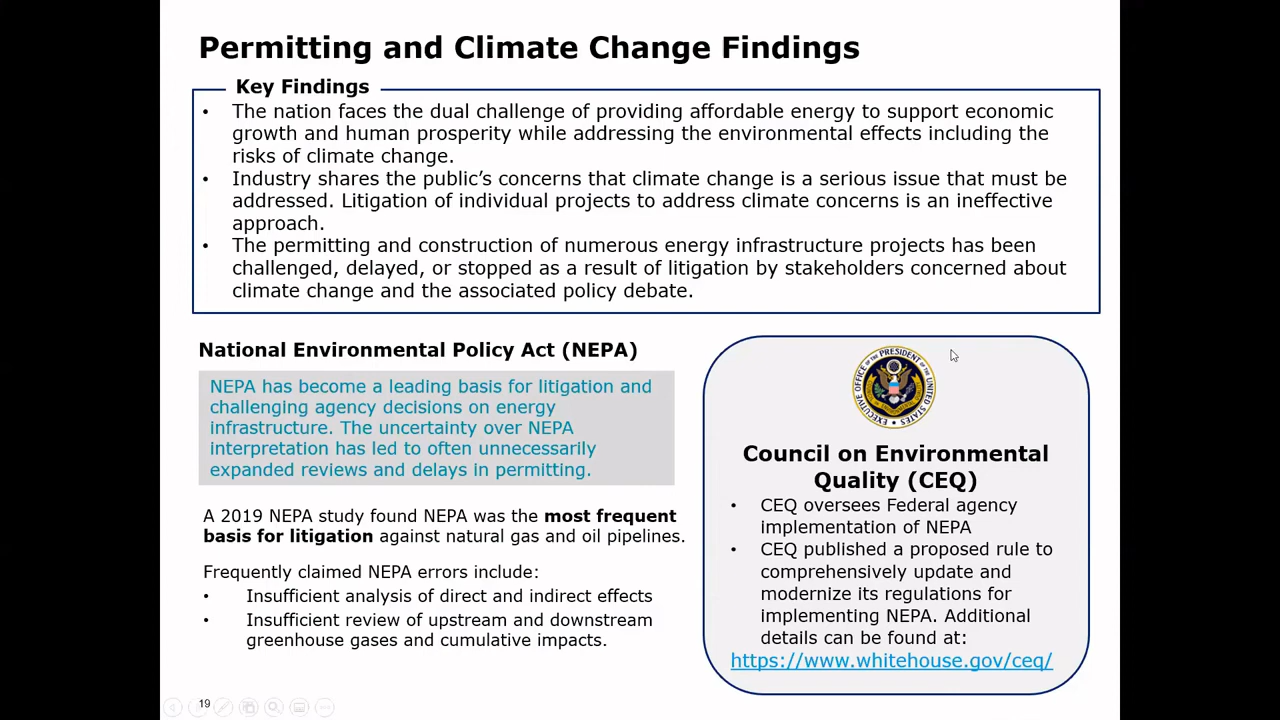 Permitting and Climate Change Findings
Key Findings
• The nation faces the dual challenge of providing affordable energy to support economic
growth and human prosperity while addressing the environmental effects including the
risks of climate change.
• Industry shares the public’s concerns that climate change is a serious issue that must be
addressed. Litigation of individual projects to address climate concerns is an ineffective
approach.
• The permitting and construction of numerous energy infrastructure projects has been
challenged, delayed, or stopped as a result of litigation by stakeholders concerned about
climate change and the associated policy debate.
National Environmental Policy Act (NEPA)
NEPA has become a leading basis for litigation and
challenging agency decisions on energy
infrastructure. The uncertainty over NEPA
interpretation has led to often unnecessarily
expanded reviews and delays in permitting.
A 2019 NEPA study found NEPA was the most frequent
basis for litigation against natural gas and oil pipelines.
Frequently claimed NEPA errors include:
• Insufficient analysis of direct and indirect effects
• Insufficient review of upstream and downstream
greenhouse gases and cumulative impacts.
EXECUTIVE OFFICE OF THE PRESIDENT OF THE UNITED STATES
Council on Environmental
Quality (CEQ)
• CEQ oversees Federal agency
implementation of NEPA
• CEQ published a proposed rule to
comprehensively update and
modernize its regulations for
implementing NEPA. Additional
details can be found at:
https://www.whitehouse.gov/ceq/
19